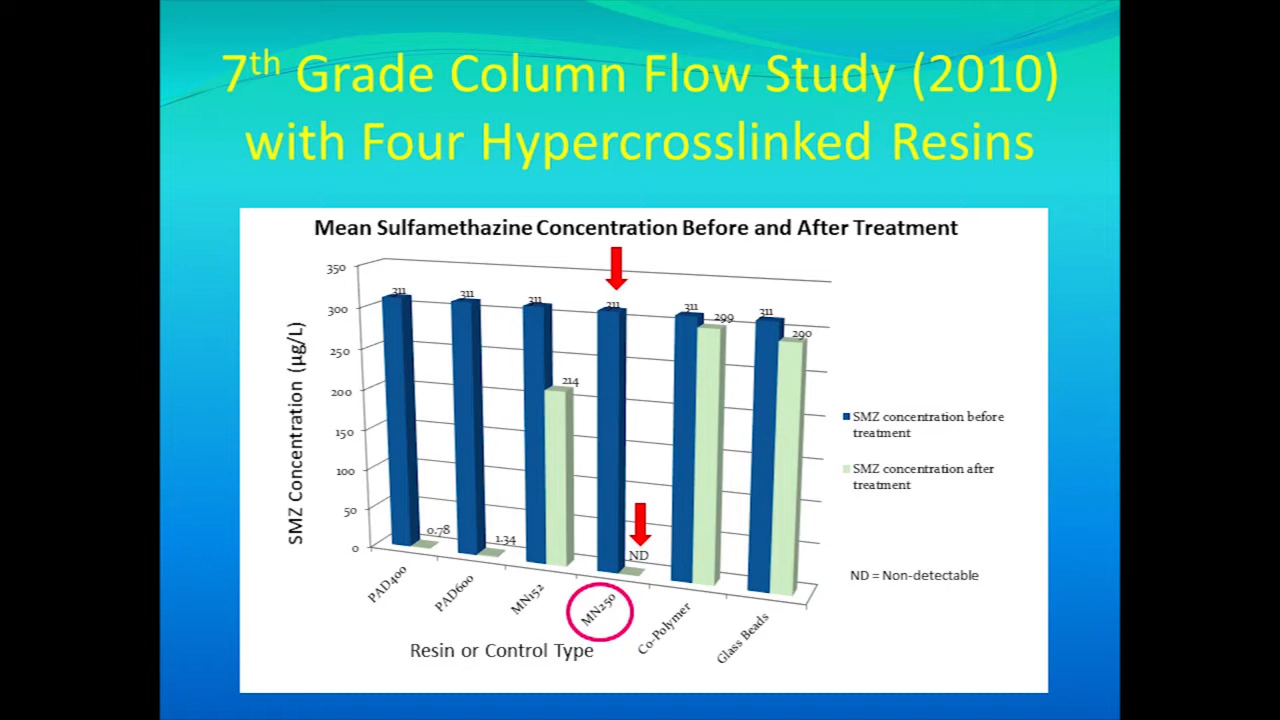 7th Grade Column Flow Study (2010)
with Four Hypercrosslinked Resins
Mean Sulfamethazine Concentration Before and After Treatment
SMZ Concentration (µg/L)
350
300
250
200
150
100
50
0
311
0.78
311
1.34
311
214
311
ND
311
299
311
290
PAD400
PAD600
MN152
MN250
Co-Polymer
Glass Beads
Resin or Control Type
SMZ concentration before
treatment
SMZ concentration after
treatment
ND = Non-detectable